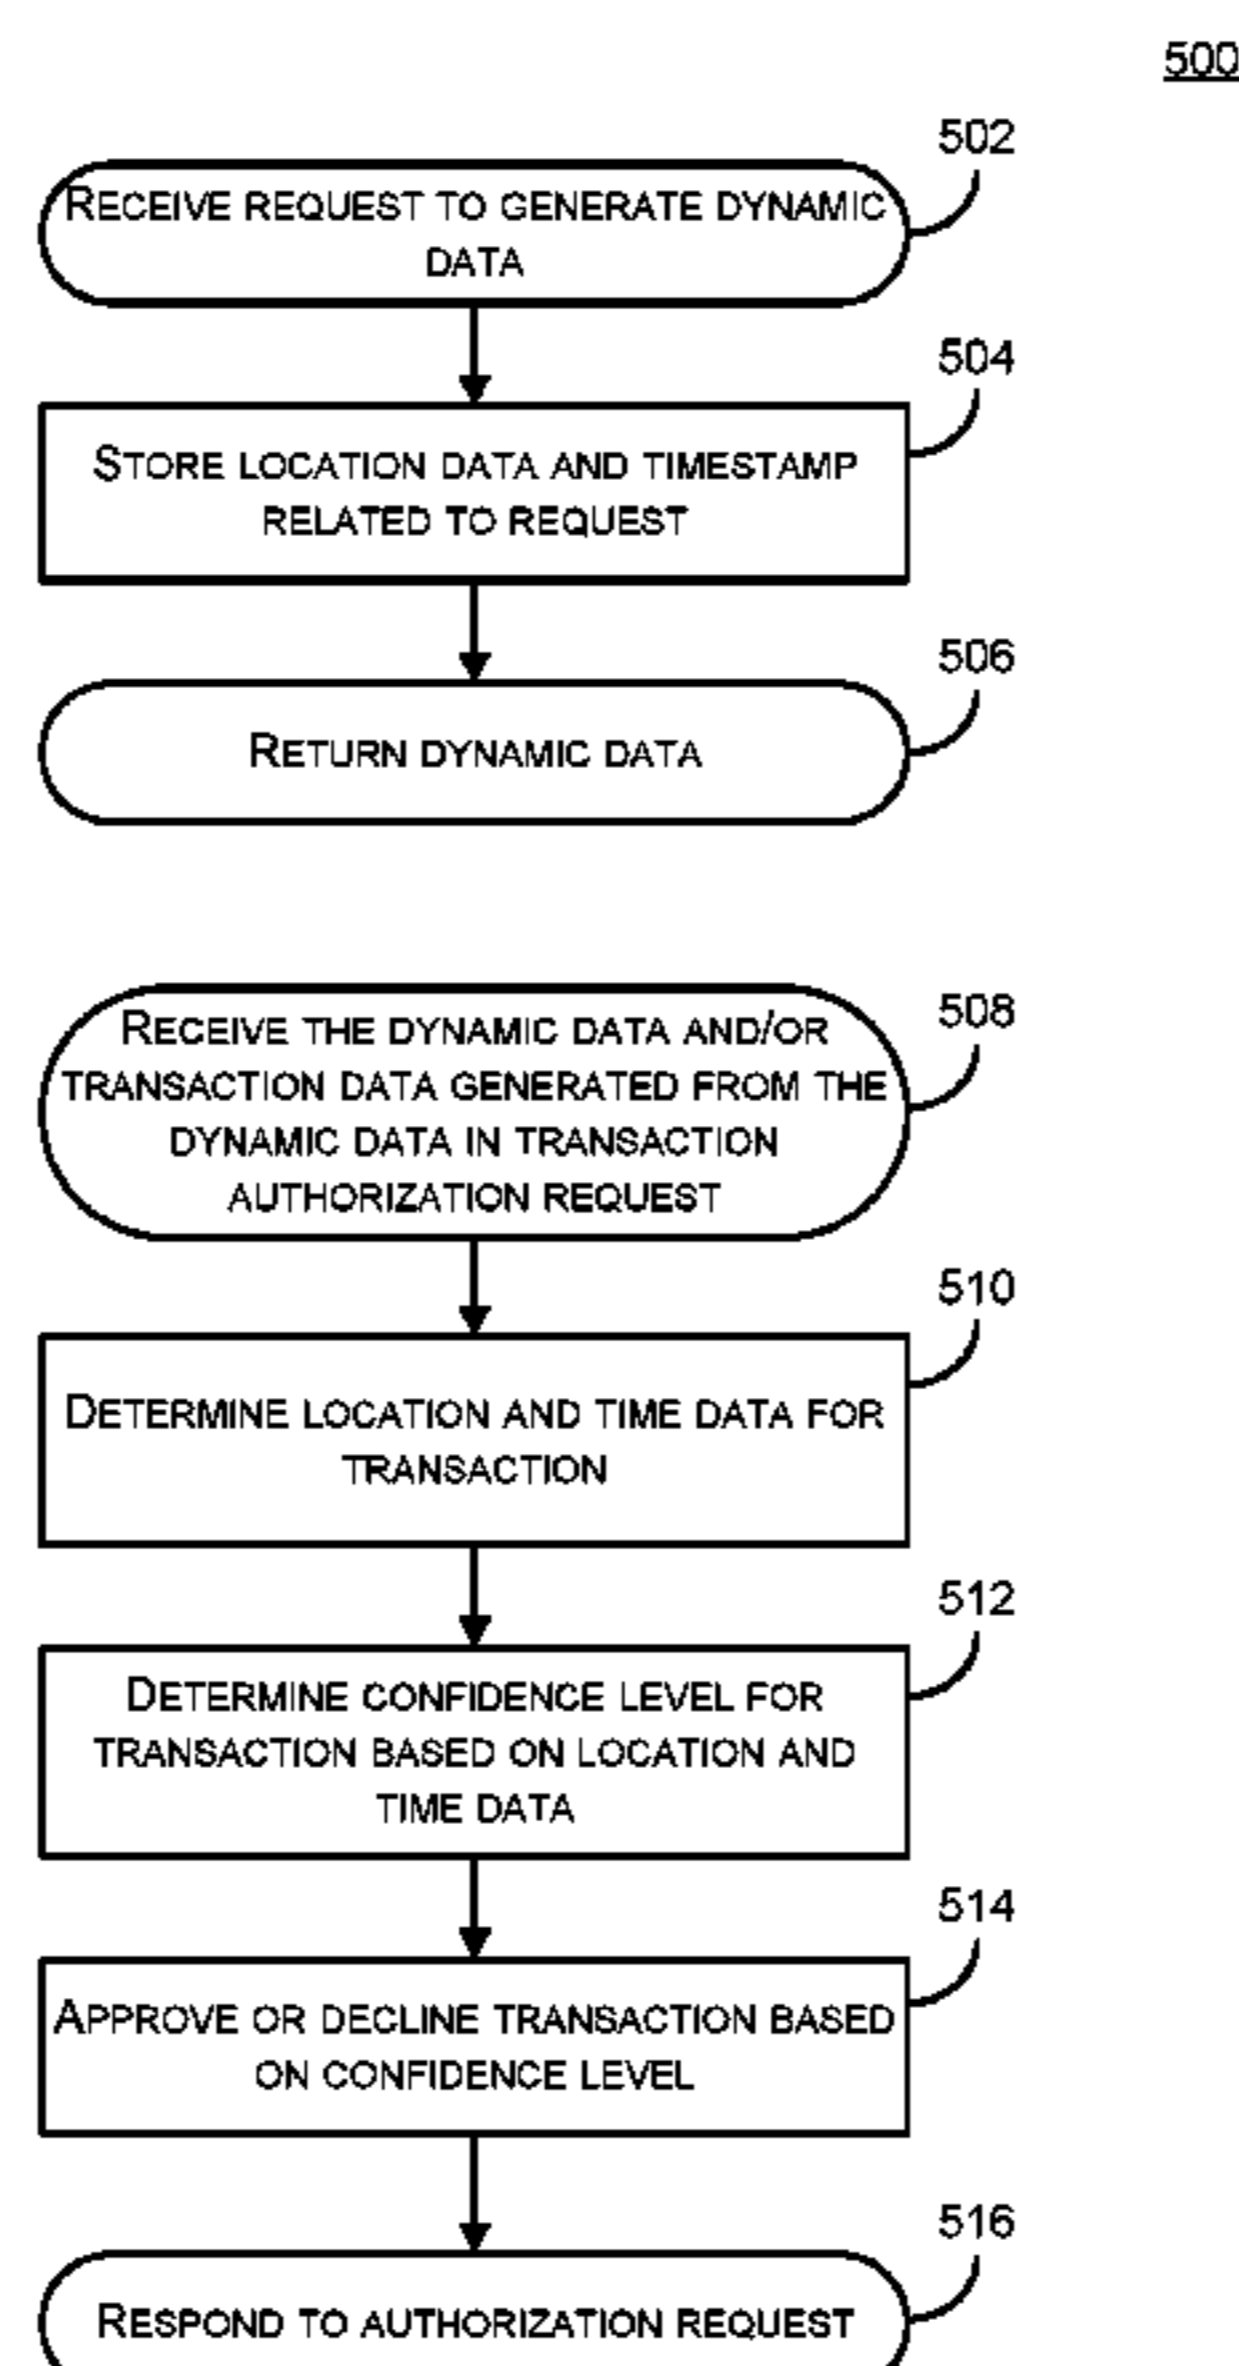 500
502
RECEIVE REQUEST TO GENERATE DYNAMIC
DATA
504
STORE LOCATION DATA AND TIMESTAMP
RELATED TO REQUEST
506
RETURN DYNAMIC DATA
508
RECEIVE THE DYNAMIC DATA AND/OR
TRANSACTION DATA GENERATED FROM THE
DYNAMIC DATA IN TRANSACTION
AUTHORIZATION REQUEST
510
DETERMINE LOCATION AND TIME DATA FOR
TRANSACTION
512
DETERMINE CONFIDENCE LEVEL FOR
TRANSACTION BASED ON LOCATION AND
TIME DATA
514
APPROVE OR DECLINE TRANSACTION BASED
ON CONFIDENCE LEVEL
516
RESPOND TO AUTHORIZATION REQUEST